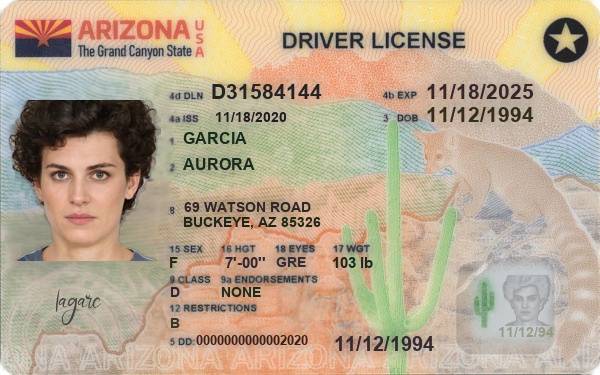 ARIZONA USA
The Grand Canyon State
DRIVER LICENSE
4d DLN D31584144
4b EXP 11/18/2025
4a ISS 11/18/2020
3 DOB 11/12/1994
1 GARCIA
2 AURORA
8 69 WATSON ROAD
BUCKEYE, AZ 85326
15 SEX 16 HGT 18 EYES 17 WGT
F 7'-00" GRE 103 lb
9 CLASS 9a ENDORSEMENTS
D NONE
12 RESTRICTIONS
B
lagarc
11/12/94
5 DD: 0000000000002020
11/12/1994
ARIZONA ARIZONA ARIZONA ARIZONA